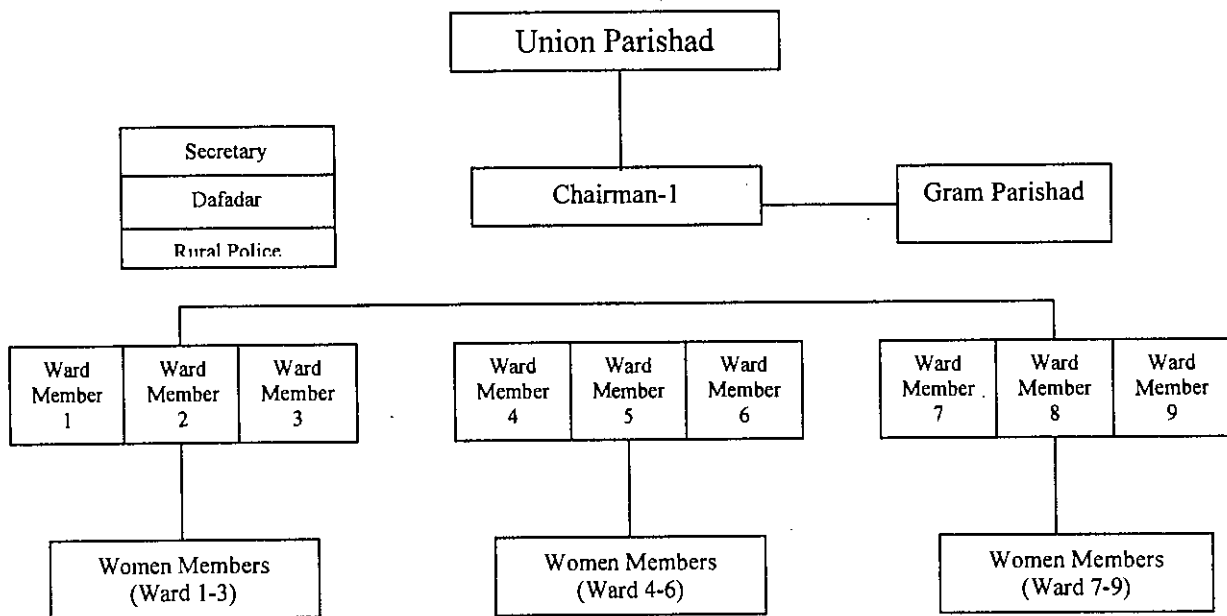 Union Parishad
Secretary
Dafadar
Rural Police
Chairman-1
Gram Parishad
Ward
Member
1
Ward
Member
2
Ward
Member
3
Ward
Member
4
Ward
Member
5
Ward
Member
6
Ward
Member
7
Ward
Member
8
Ward
Member
9
Women Members
(Ward 1-3)
Women Members
(Ward 4-6)
Women Members
(Ward 7-9)